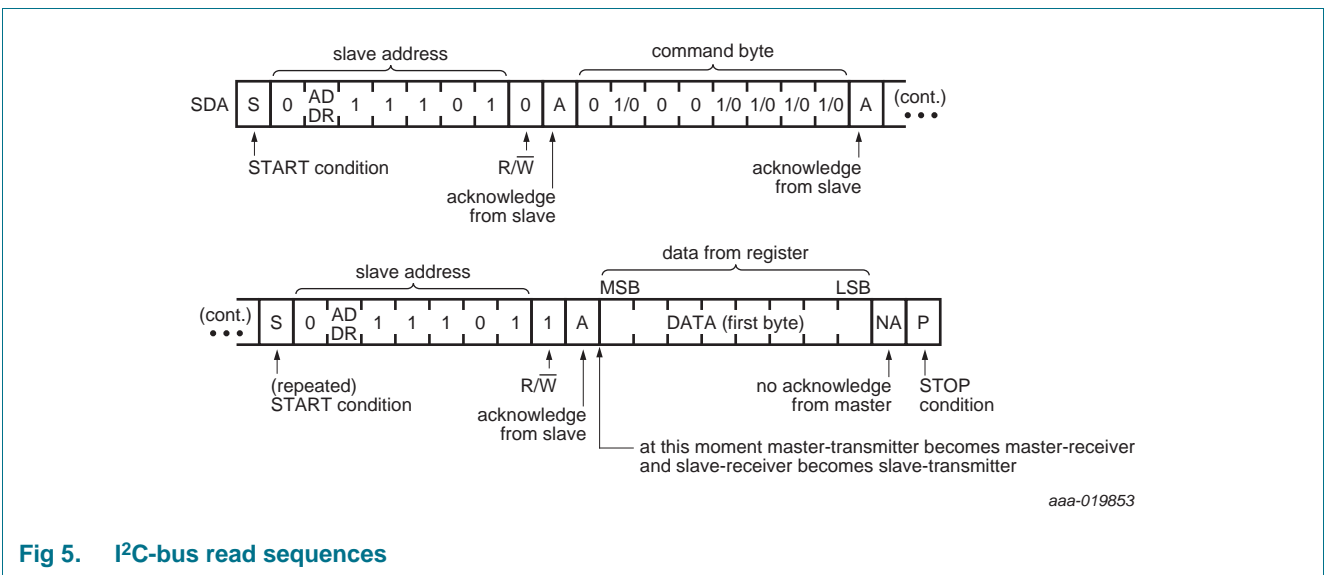 slave address
command byte
SDA S 0 AD DR 1 1 1 0 1 0 A 0 1/0 0 0 1/0 1/0 1/0 1/0 A (cont.)
• • •
START condition
R/W̅
acknowledge
from slave
acknowledge
from slave
data from register
slave address
MSB LSB
(cont.) S 0 AD DR 1 1 1 0 1 1 A DATA (first byte) NA P
• • •
(repeated)
START condition
R/W̅
acknowledge
from slave
no acknowledge
from master
STOP
condition
at this moment master-transmitter becomes master-receiver
and slave-receiver becomes slave-transmitter
aaa-019853
Fig 5. I²C-bus read sequences